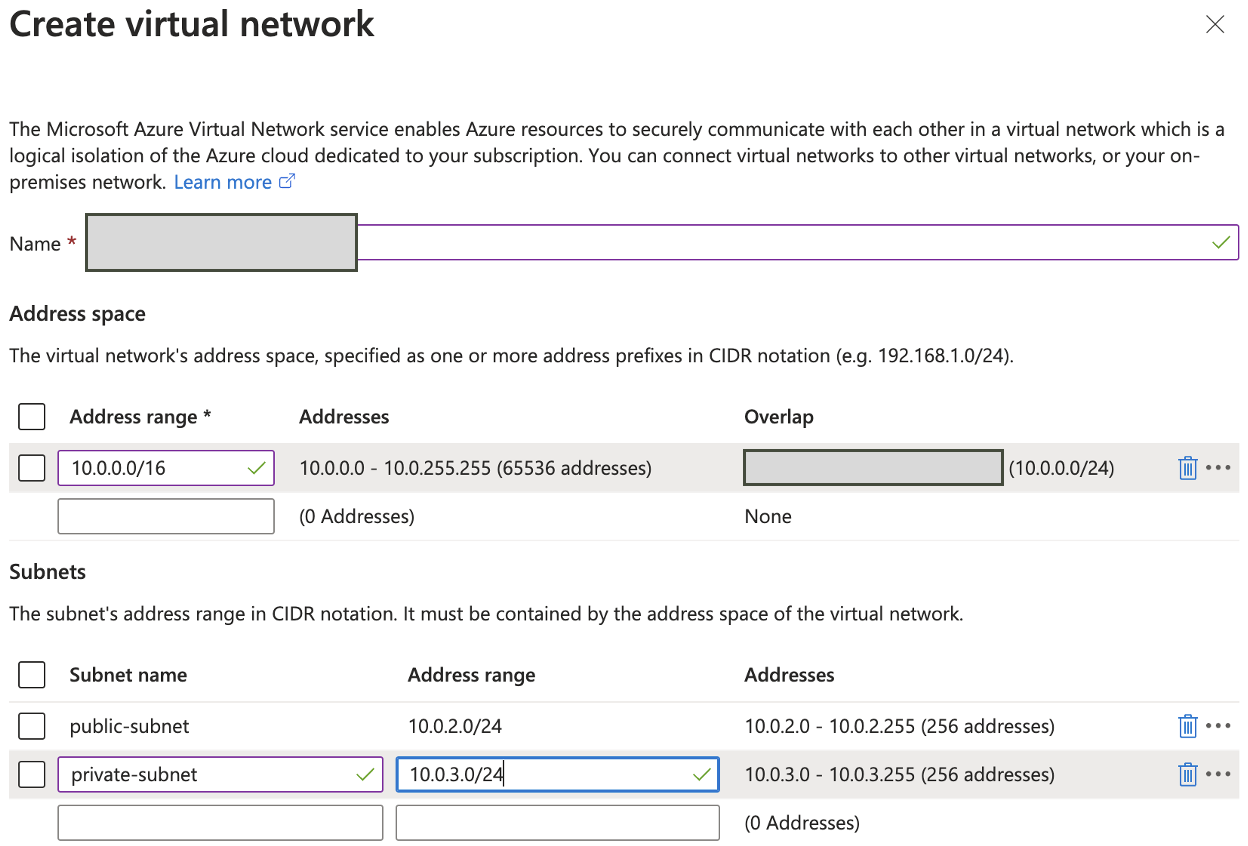 Create virtual network
The Microsoft Azure Virtual Network service enables Azure resources to securely communicate with each other in a virtual network which is a
logical isolation of the Azure cloud dedicated to your subscription. You can connect virtual networks to other virtual networks, or your on-
premises network. Learn more
Name *
Address space
The virtual network's address space, specified as one or more address prefixes in CIDR notation (e.g. 192.168.1.0/24).
Address range * Addresses Overlap
10.0.0.0/16 10.0.0.0 - 10.0.255.255 (65536 addresses) (10.0.0.0/24)
(0 Addresses) None
Subnets
The subnet's address range in CIDR notation. It must be contained by the address space of the virtual network.
Subnet name Address range Addresses
public-subnet 10.0.2.0/24 10.0.2.0 - 10.0.2.255 (256 addresses)
private-subnet 10.0.3.0/24 10.0.3.0 - 10.0.3.255 (256 addresses)
(0 Addresses)